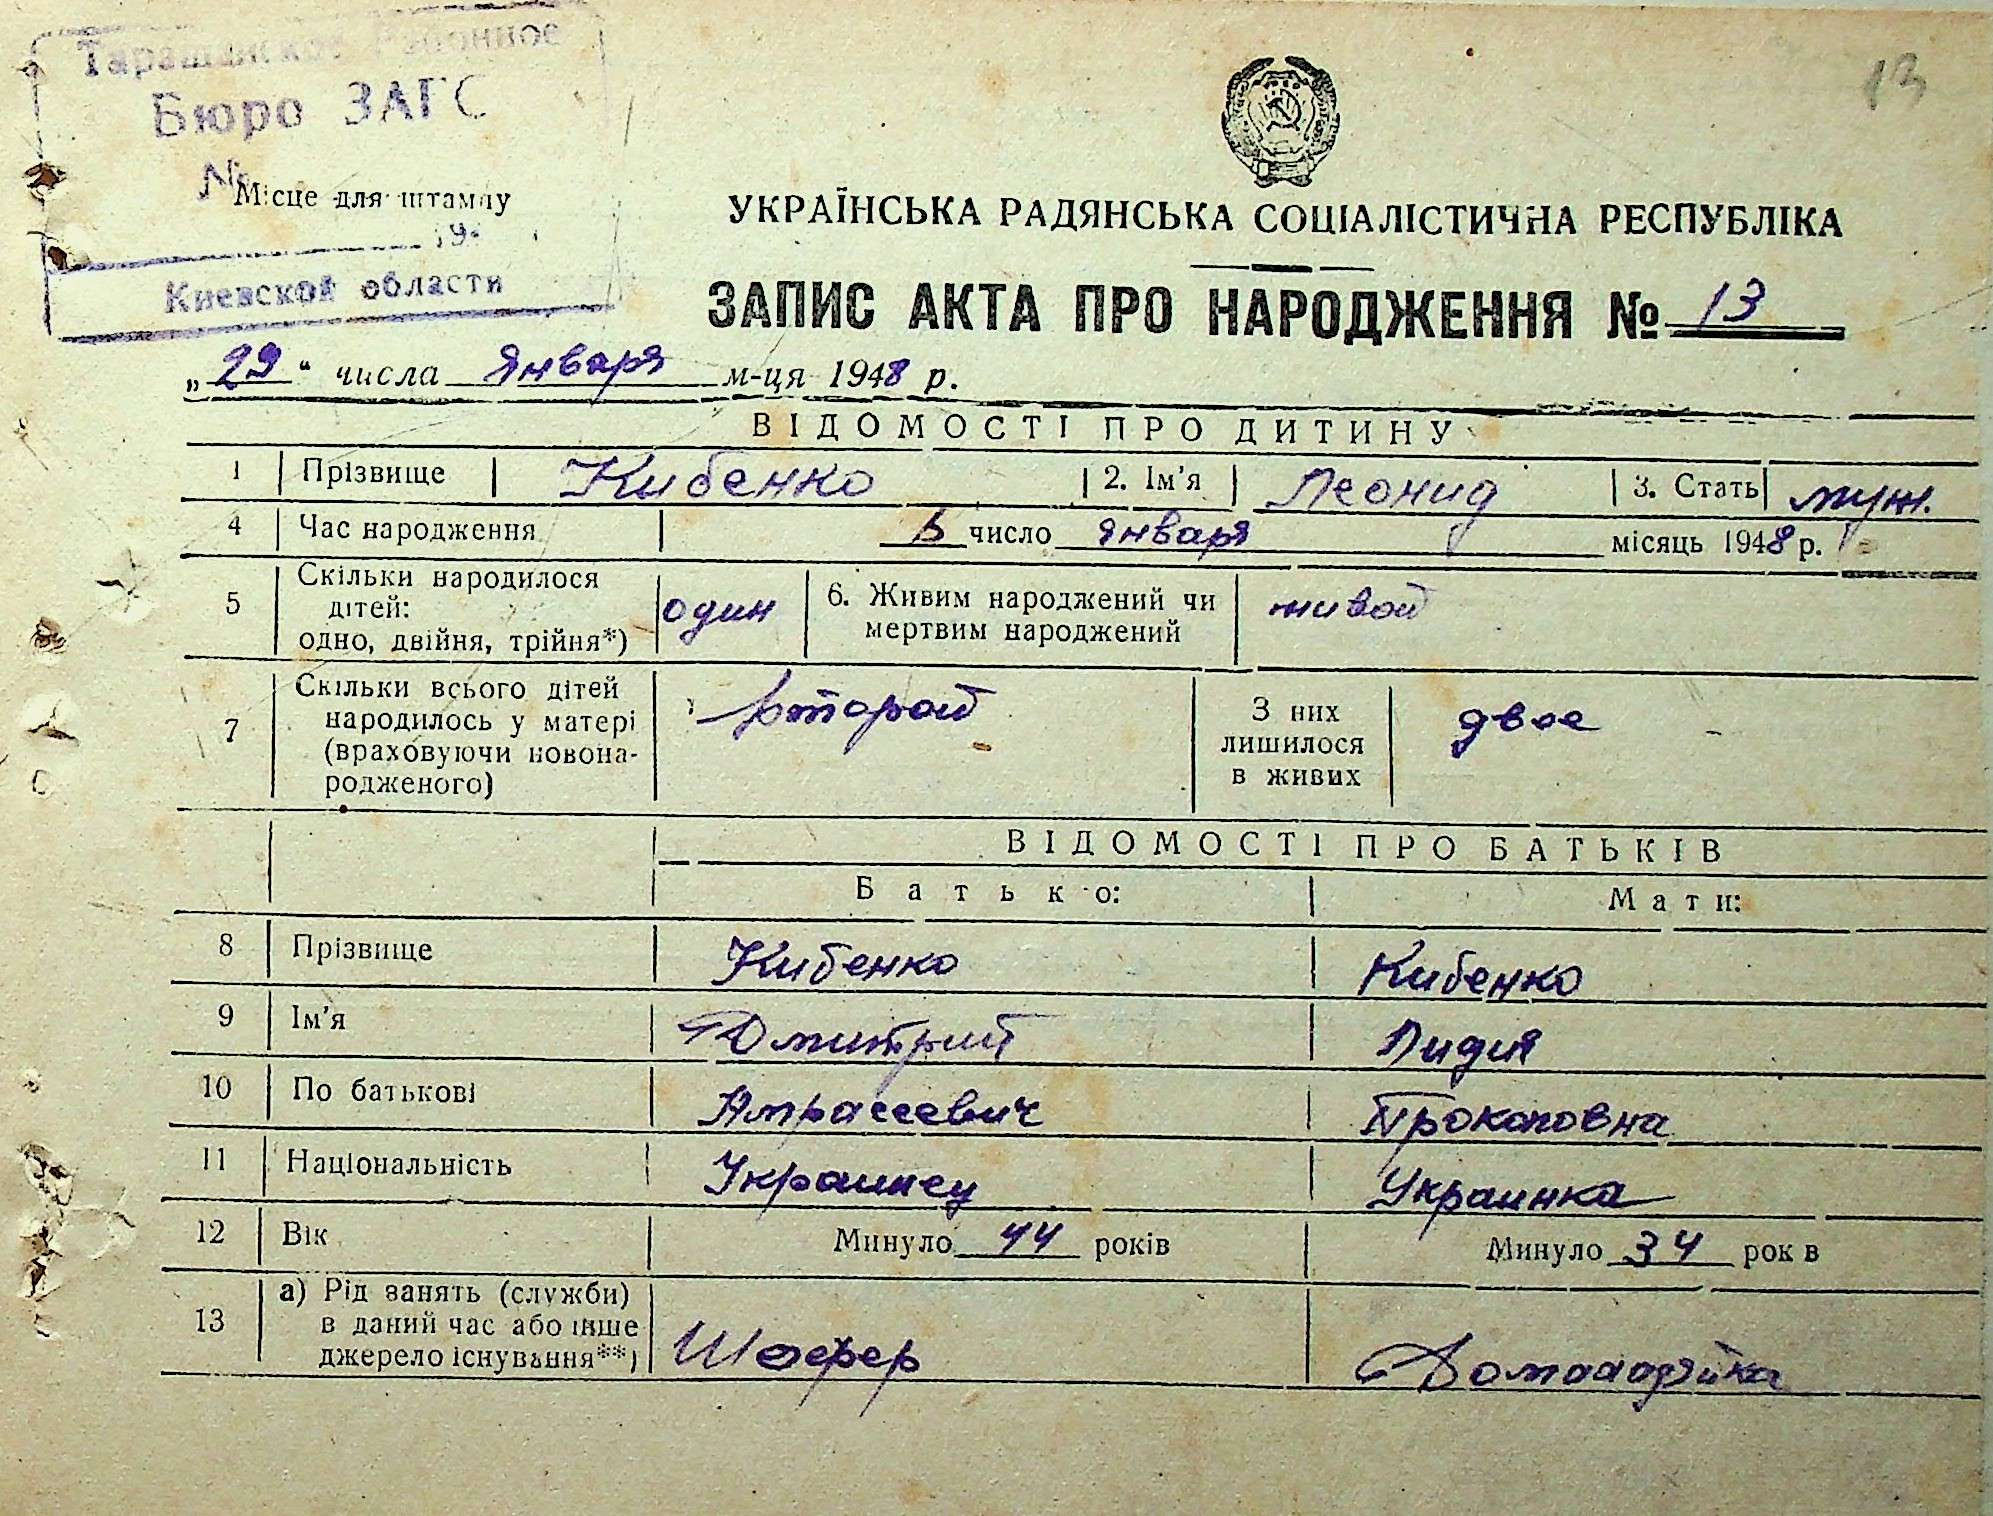 Таращанское Районное
Бюро ЗАГС
№
Місце для штампу
194
Киевской области
13
УКРАЇНСЬКА РАДЯНСЬКА СОЦІАЛІСТИЧНА РЕСПУБЛІКА
ЗАПИС АКТА ПРО НАРОДЖЕННЯ № 13
„29“ числа января м-ця 1948 р.
ВІДОМОСТІ ПРО ДИТИНУ
1 Прізвище Кибенко 2. Ім'я Леонид 3. Стать муж.
4 Час народження 5 число января місяць 1948 р.
5 Скільки народилося
дітей:
одно, двійня, трійня*) один 6. Живим народжений чи
мертвим народжений живой
7 Скільки всього дітей
народилось у матері
(враховуючи новона-
родженого) второй З них
лишилося
в живих двое
ВІДОМОСТІ ПРО БАТЬКІВ
Батько: Мати:
8 Прізвище Кибенко Кибенко
9 Ім'я Дмитрий Лидия
10 По батькові Прокоповна
11 Національність Украинец Украинка
12 Вік Минуло 44 років Минуло 34 рок в
13 а) Рід занять (служби)
в даний час або інше
джерело існування**) Шофер Домохозяйка